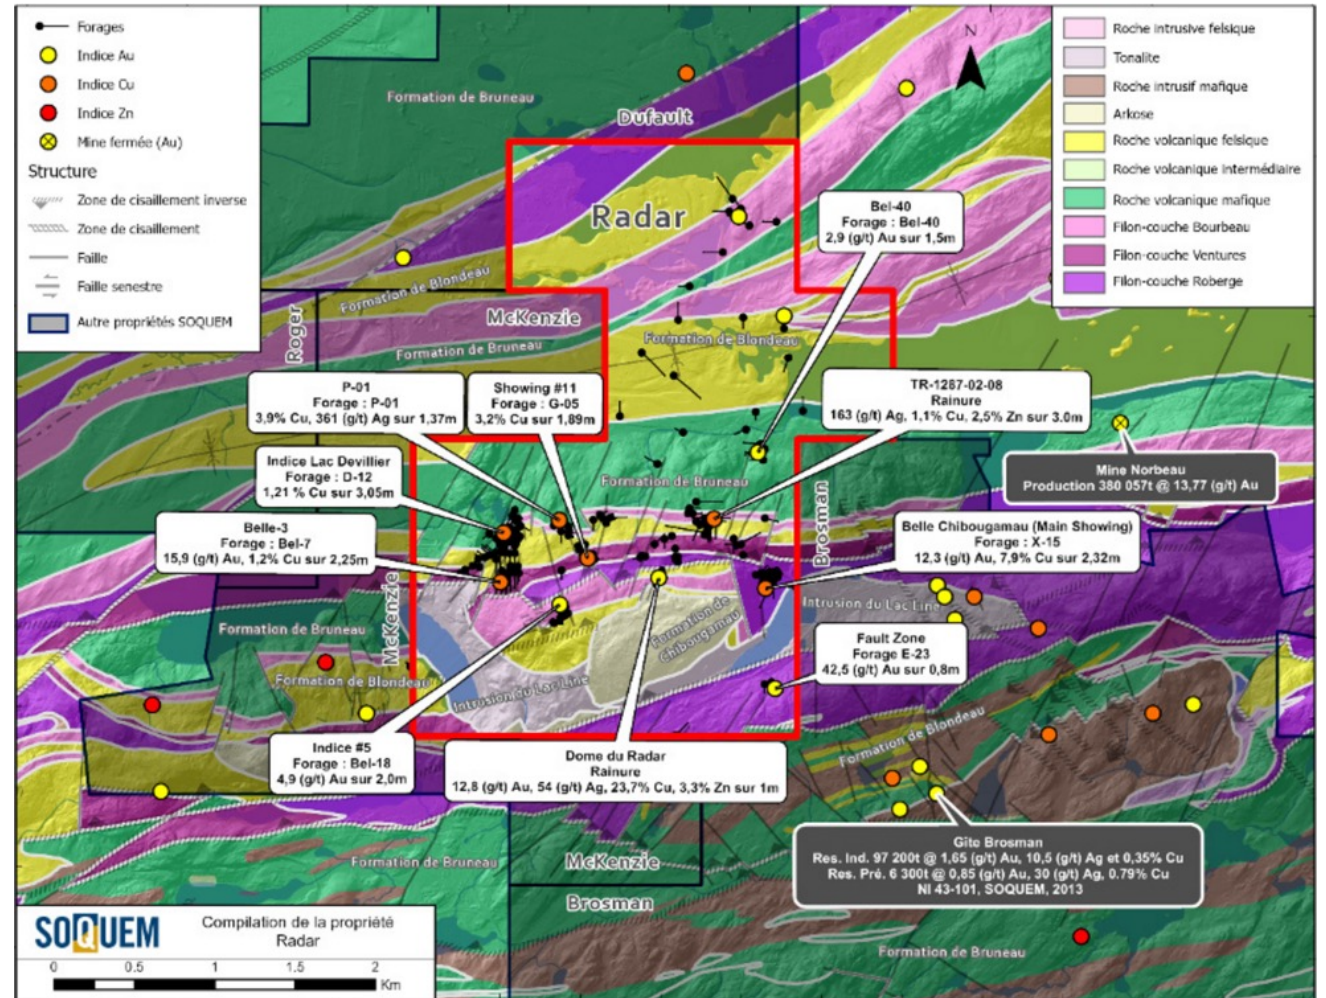 Forages
Indice Au
Indice Cu
Indice Zn
Mine fermée (Au)
Structure
Zone de cisaillement inverse
Zone de cisaillement
Faille
Faille senestre
Autre propriétés SOQUEM
N
Roche intrusive felsique
Tonalite
Roche intrusif mafique
Arkose
Roche volcanique felsique
Roche volcanique intermédiaire
Roche volcanique mafique
Filon-couche Bourbeau
Filon-couche Ventures
Filon-couche Roberge
Formation de Bruneau
Dufault
Radar
Bel-40
Forage : Bel-40
2,9 (g/t) Au sur 1,5m
Formation de Blondeau
Roger
McKenzie
Formation de Bruneau
Formation de Blondeau
P-01
Forage : P-01
3,9% Cu, 361 (g/t) Ag sur 1,37m
Showing #11
Forage : G-05
3,2% Cu sur 1,89m
TR-1287-02-08
Rainure
163 (g/t) Ag, 1,1% Cu, 2,5% Zn sur 3.0m
Indice Lac Devillier
Forage : D-12
1,21 % Cu sur 3,05m
Formation de Bruneau
Mine Norbeau
Production 380 057t @ 13,77 (g/t) Au
Belle-3
Forage : Bel-7
15,9 (g/t) Au, 1,2% Cu sur 2,25m
Brosman
Belle Chibougamau (Main Showing)
Forage : X-15
12,3 (g/t) Au, 7,9% Cu sur 2,32m
McKenzie
Intrusion du Lac Line
Formation de Bruneau
Formation de
Chibougamau
Fault Zone
Forage E-23
42,5 (g/t) Au sur 0,8m
Formation de Blondeau
Intrusion du Lac Line
Formation de Blondeau
Indice #5
Forage : Bel-18
4,9 (g/t) Au sur 2,0m
Dome du Radar
Rainure
12,8 (g/t) Au, 54 (g/t) Ag, 23,7% Cu, 3,3% Zn sur 1m
Gîte Brosman
Res. Ind. 97 200t @ 1,65 (g/t) Au, 10,5 (g/t) Ag et 0,35% Cu
Res. Pré. 6 300t @ 0,85 (g/t) Au, 30 (g/t) Ag, 0.79% Cu
NI 43-101, SOQUEM, 2013
Formation de Bruneau
McKenzie
Brosman
Formation de Bruneau
SOQUEM
Compilation de la propriété
Radar
0 0.5 1 1.5 2
Km